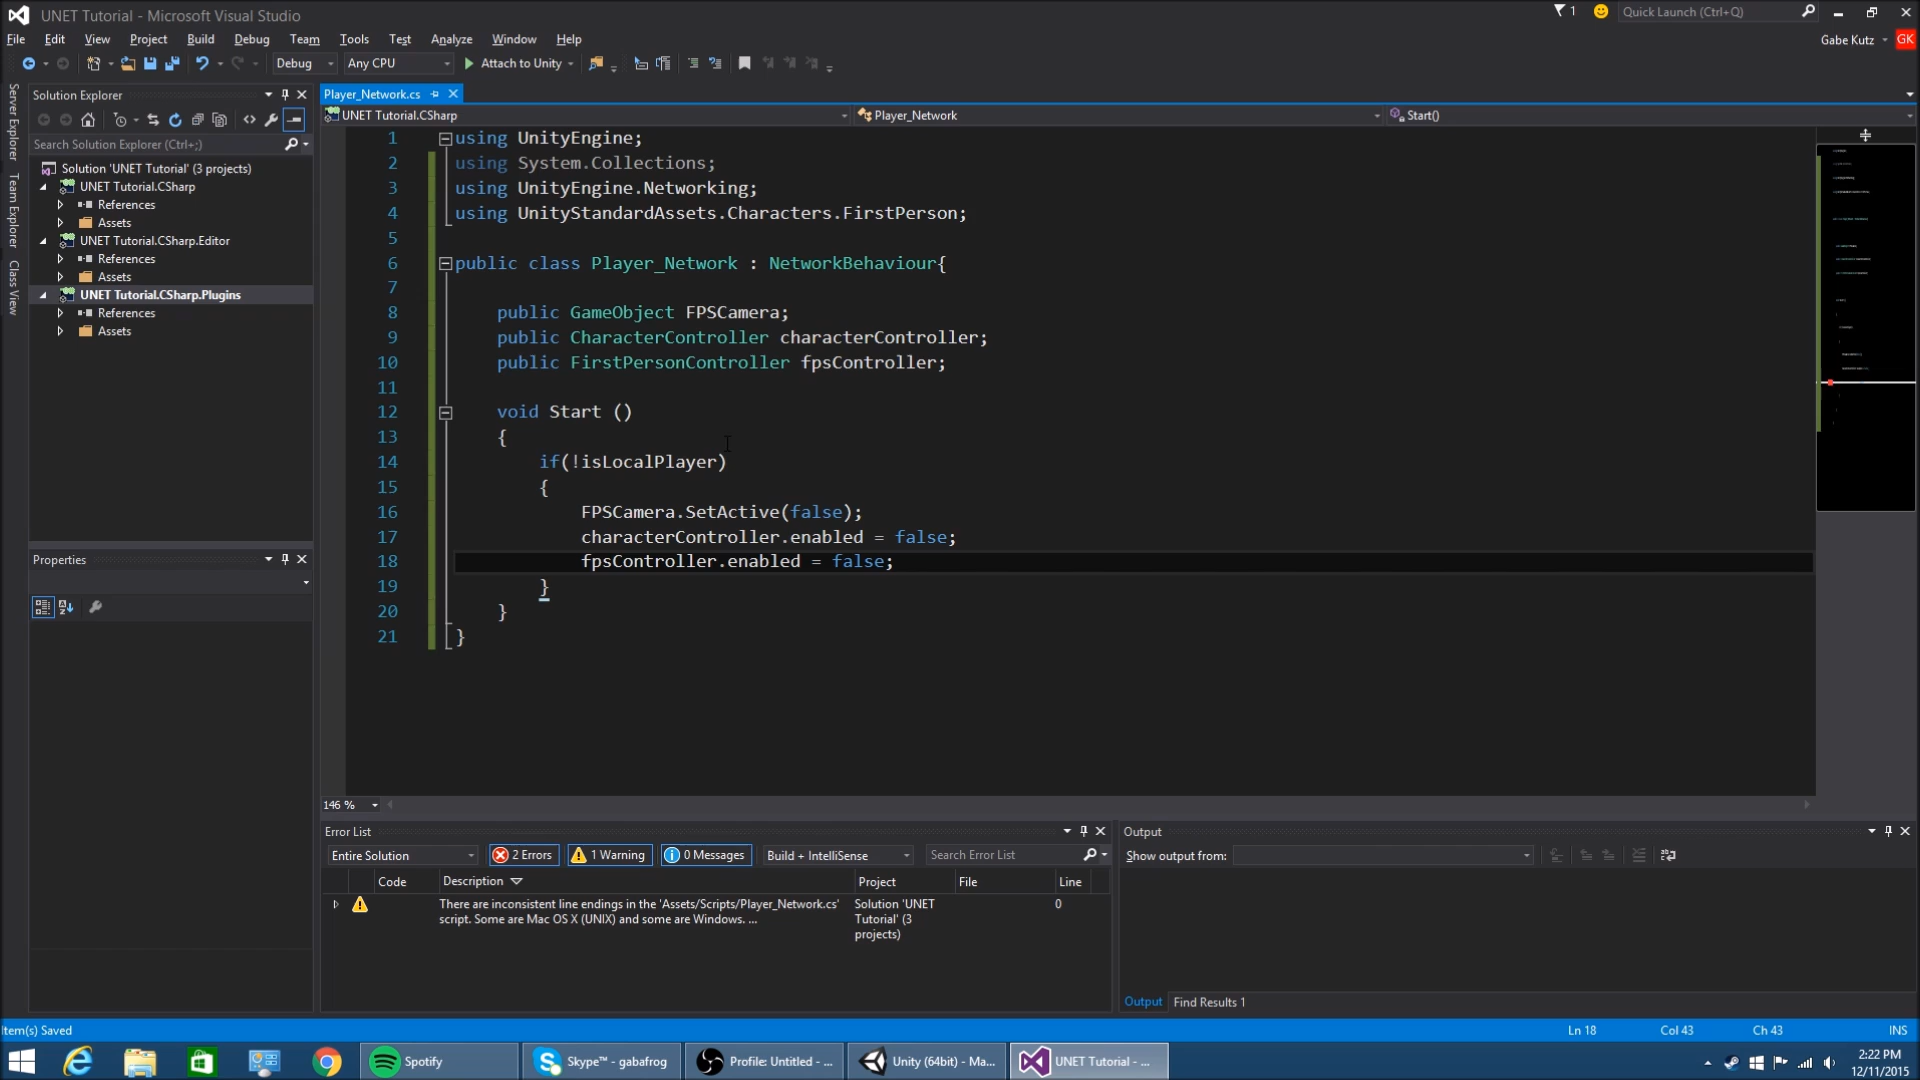 UNET Tutorial - Microsoft Visual Studio
1
Quick Launch (Ctrl+Q)
File Edit View Project Build Debug Team Tools Test Analyze Window Help
Gabe Kutz GK
Debug Any CPU Attach to Unity
Server Explorer
Team Explorer
Class View
Solution Explorer
Search Solution Explorer (Ctrl+;)
Solution 'UNET Tutorial' (3 projects)
UNET Tutorial.CSharp
References
Assets
UNET Tutorial.CSharp.Editor
References
Assets
UNET Tutorial.CSharp.Plugins
References
Assets
Properties
Player_Network.cs
UNET Tutorial.CSharp Player_Network Start()
1 using UnityEngine;
2 using System.Collections;
3 using UnityEngine.Networking;
4 using UnityStandardAssets.Characters.FirstPerson;
5
6 public class Player_Network : NetworkBehaviour{
7
8 public GameObject FPSCamera;
9 public CharacterController characterController;
10 public FirstPersonController fpsController;
11
12 void Start ()
13 {
14 if(!isLocalPlayer)
15 {
16 FPSCamera.SetActive(false);
17 characterController.enabled = false;
18 fpsController.enabled = false;
19 }
20 }
21 }
146 %
Error List
Entire Solution 2 Errors 1 Warning 0 Messages Build + IntelliSense Search Error List
Code Description Project File Line
There are inconsistent line endings in the 'Assets/Scripts/Player_Network.cs' Solution 'UNET 0
script. Some are Mac OS X (UNIX) and some are Windows. ... Tutorial' (3
projects)
Output
Show output from:
Output Find Results 1
Item(s) Saved Ln 18 Col 43 Ch 43 INS
Spotify Skype™ - gabafrog Profile: Untitled - ... Unity (64bit) - Ma... UNET Tutorial - ...
2:22 PM
12/11/2015